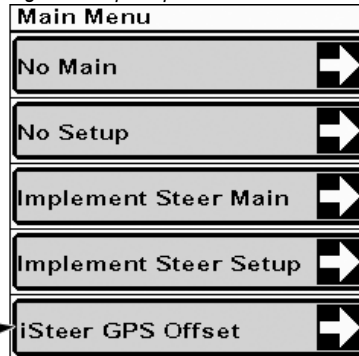 Main Menu
No Main
No Setup
Implement Steer Main
Implement Steer Setup
iSteer GPS Offset